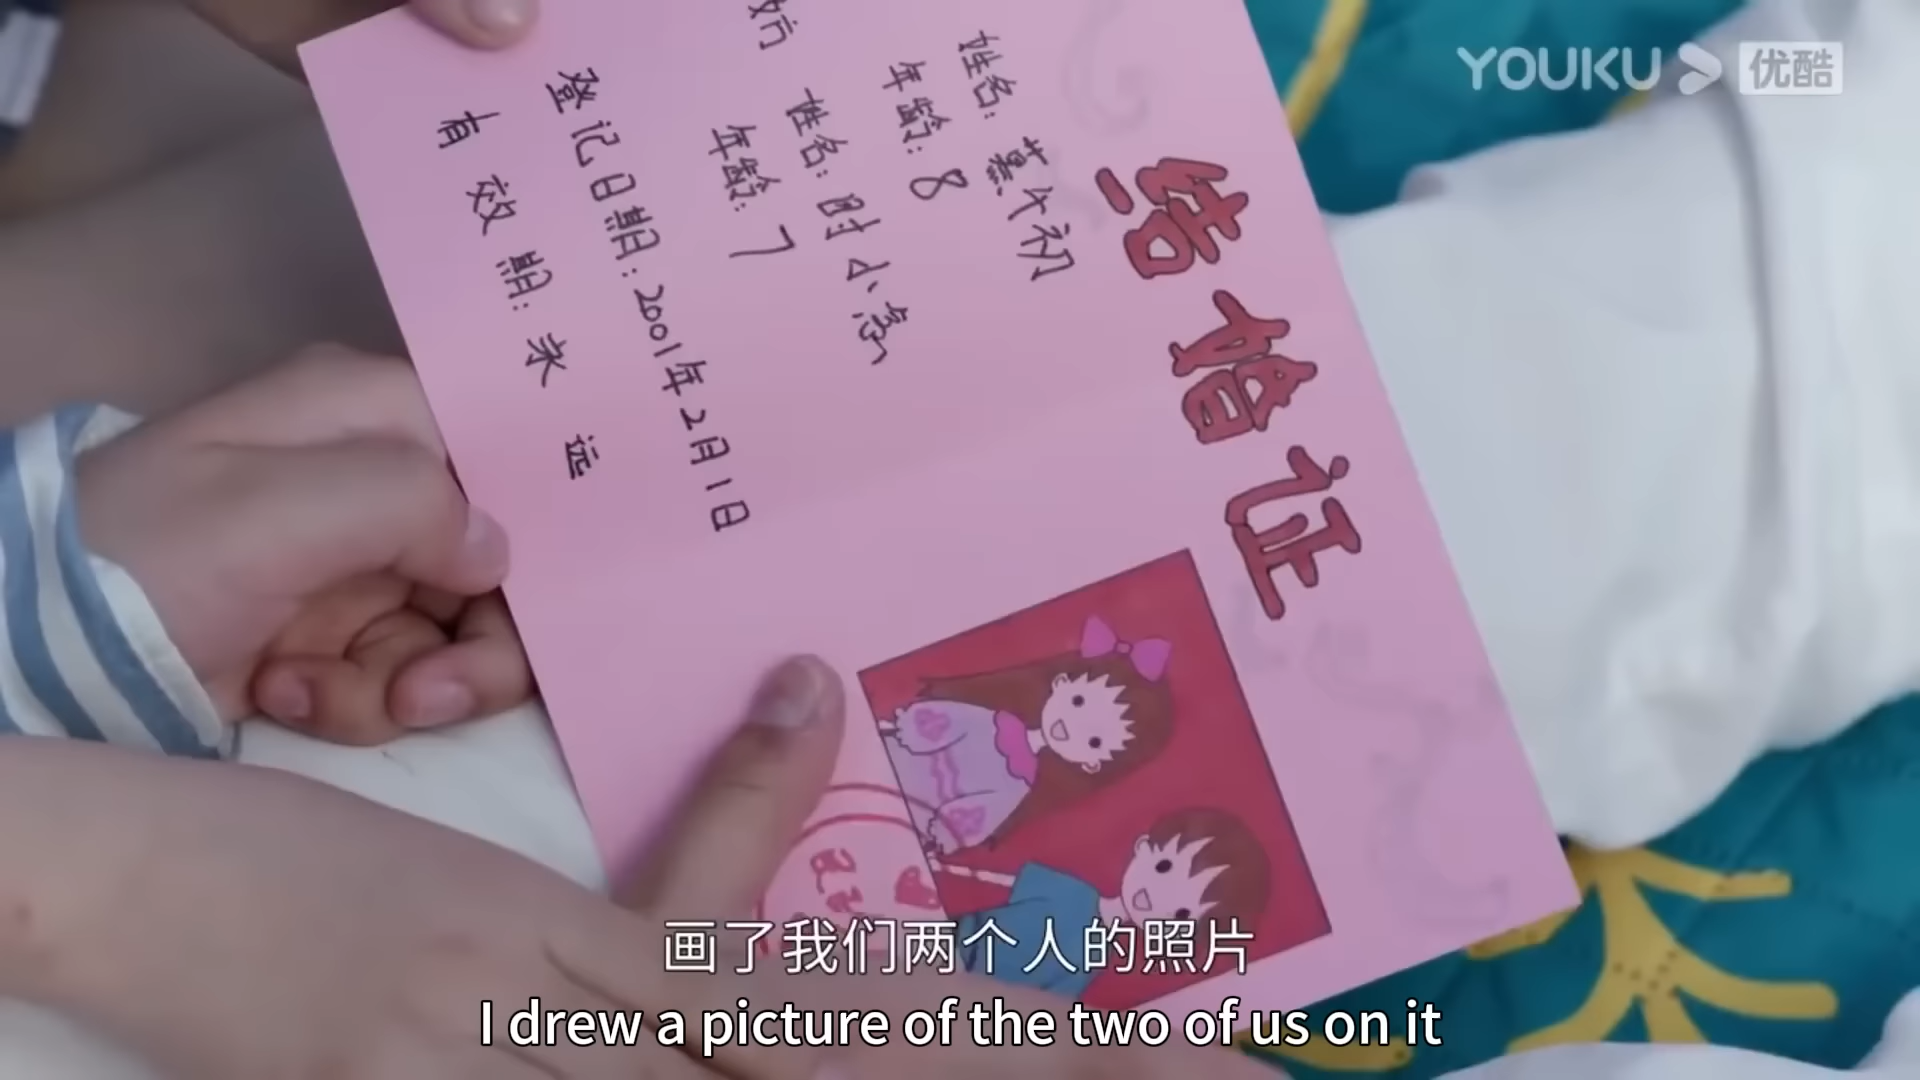 YOUKU 优酷
结婚证
姓名: 慕午初
年龄: 8
姓名: 时小念
年龄: 7
登记日期: 2001年2月1日
有效期: 永远
画了我们两个人的照片
I drew a picture of the two of us on it